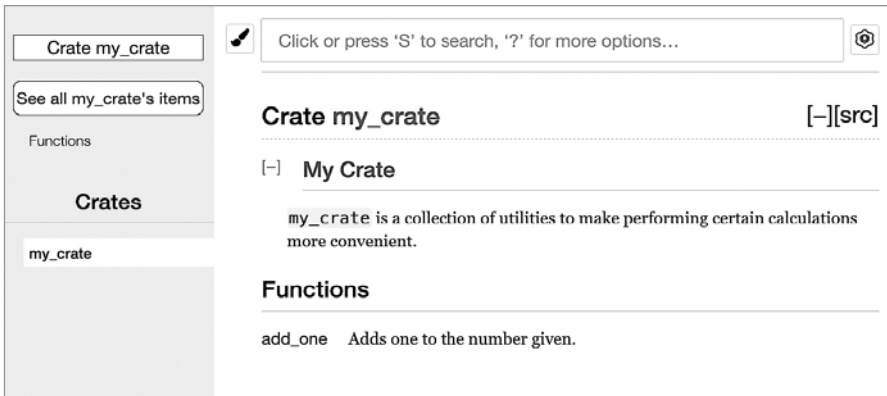 Crate my_crate
See all my_crate's items
Functions
Crates
my_crate
Click or press ‘S’ to search, ‘?’ for more options…
Crate my_crate [–][src]
[–] My Crate
my_crate is a collection of utilities to make performing certain calculations
more convenient.
Functions
add_one Adds one to the number given.